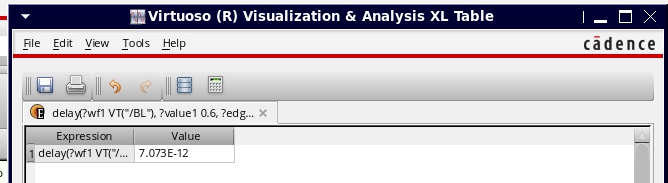 Virtuoso (R) Visualization & Analysis XL Table
File Edit View Tools Help
cādence
delay(?wf1 VT("/BL"), ?value1 0.6, ?edg...
Expression Value
1 delay(?wf1 VT("/... 7.073E-12